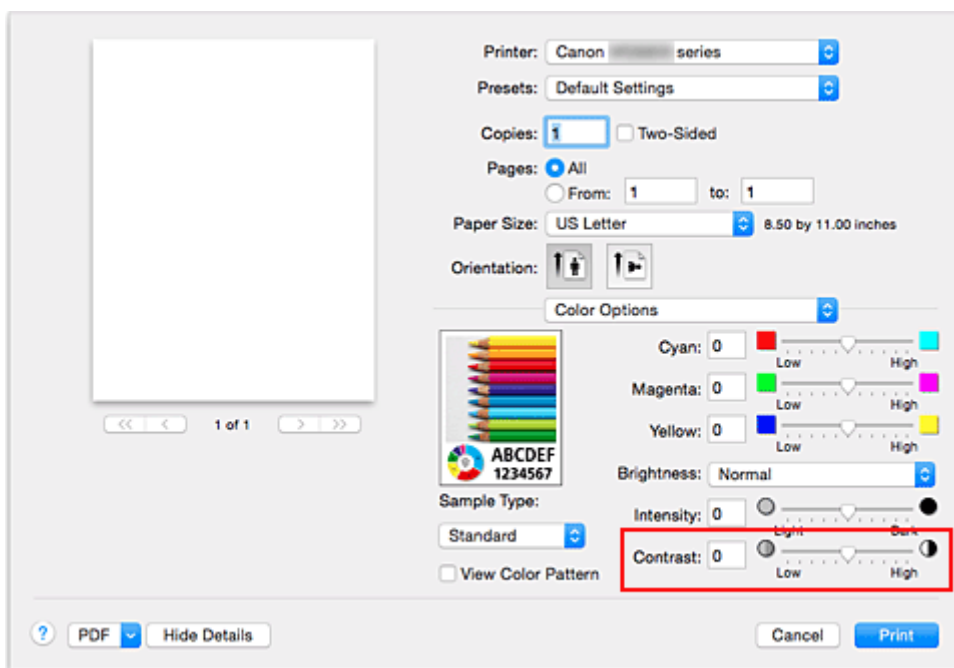 Printer: Canon series
Presets: Default Settings
Copies: 1 Two-Sided
Pages: All
From: 1 to: 1
Paper Size: US Letter 8.50 by 11.00 inches
Orientation:
Color Options
Cyan: 0
Low High
Magenta: 0
Low High
Yellow: 0
Low High
Brightness: Normal
Intensity: 0
Light Dark
Contrast: 0
Low High
ABCDEF
1234567
Sample Type:
Standard
View Color Pattern
<< < 1 of 1 > >>
? PDF Hide Details Cancel Print